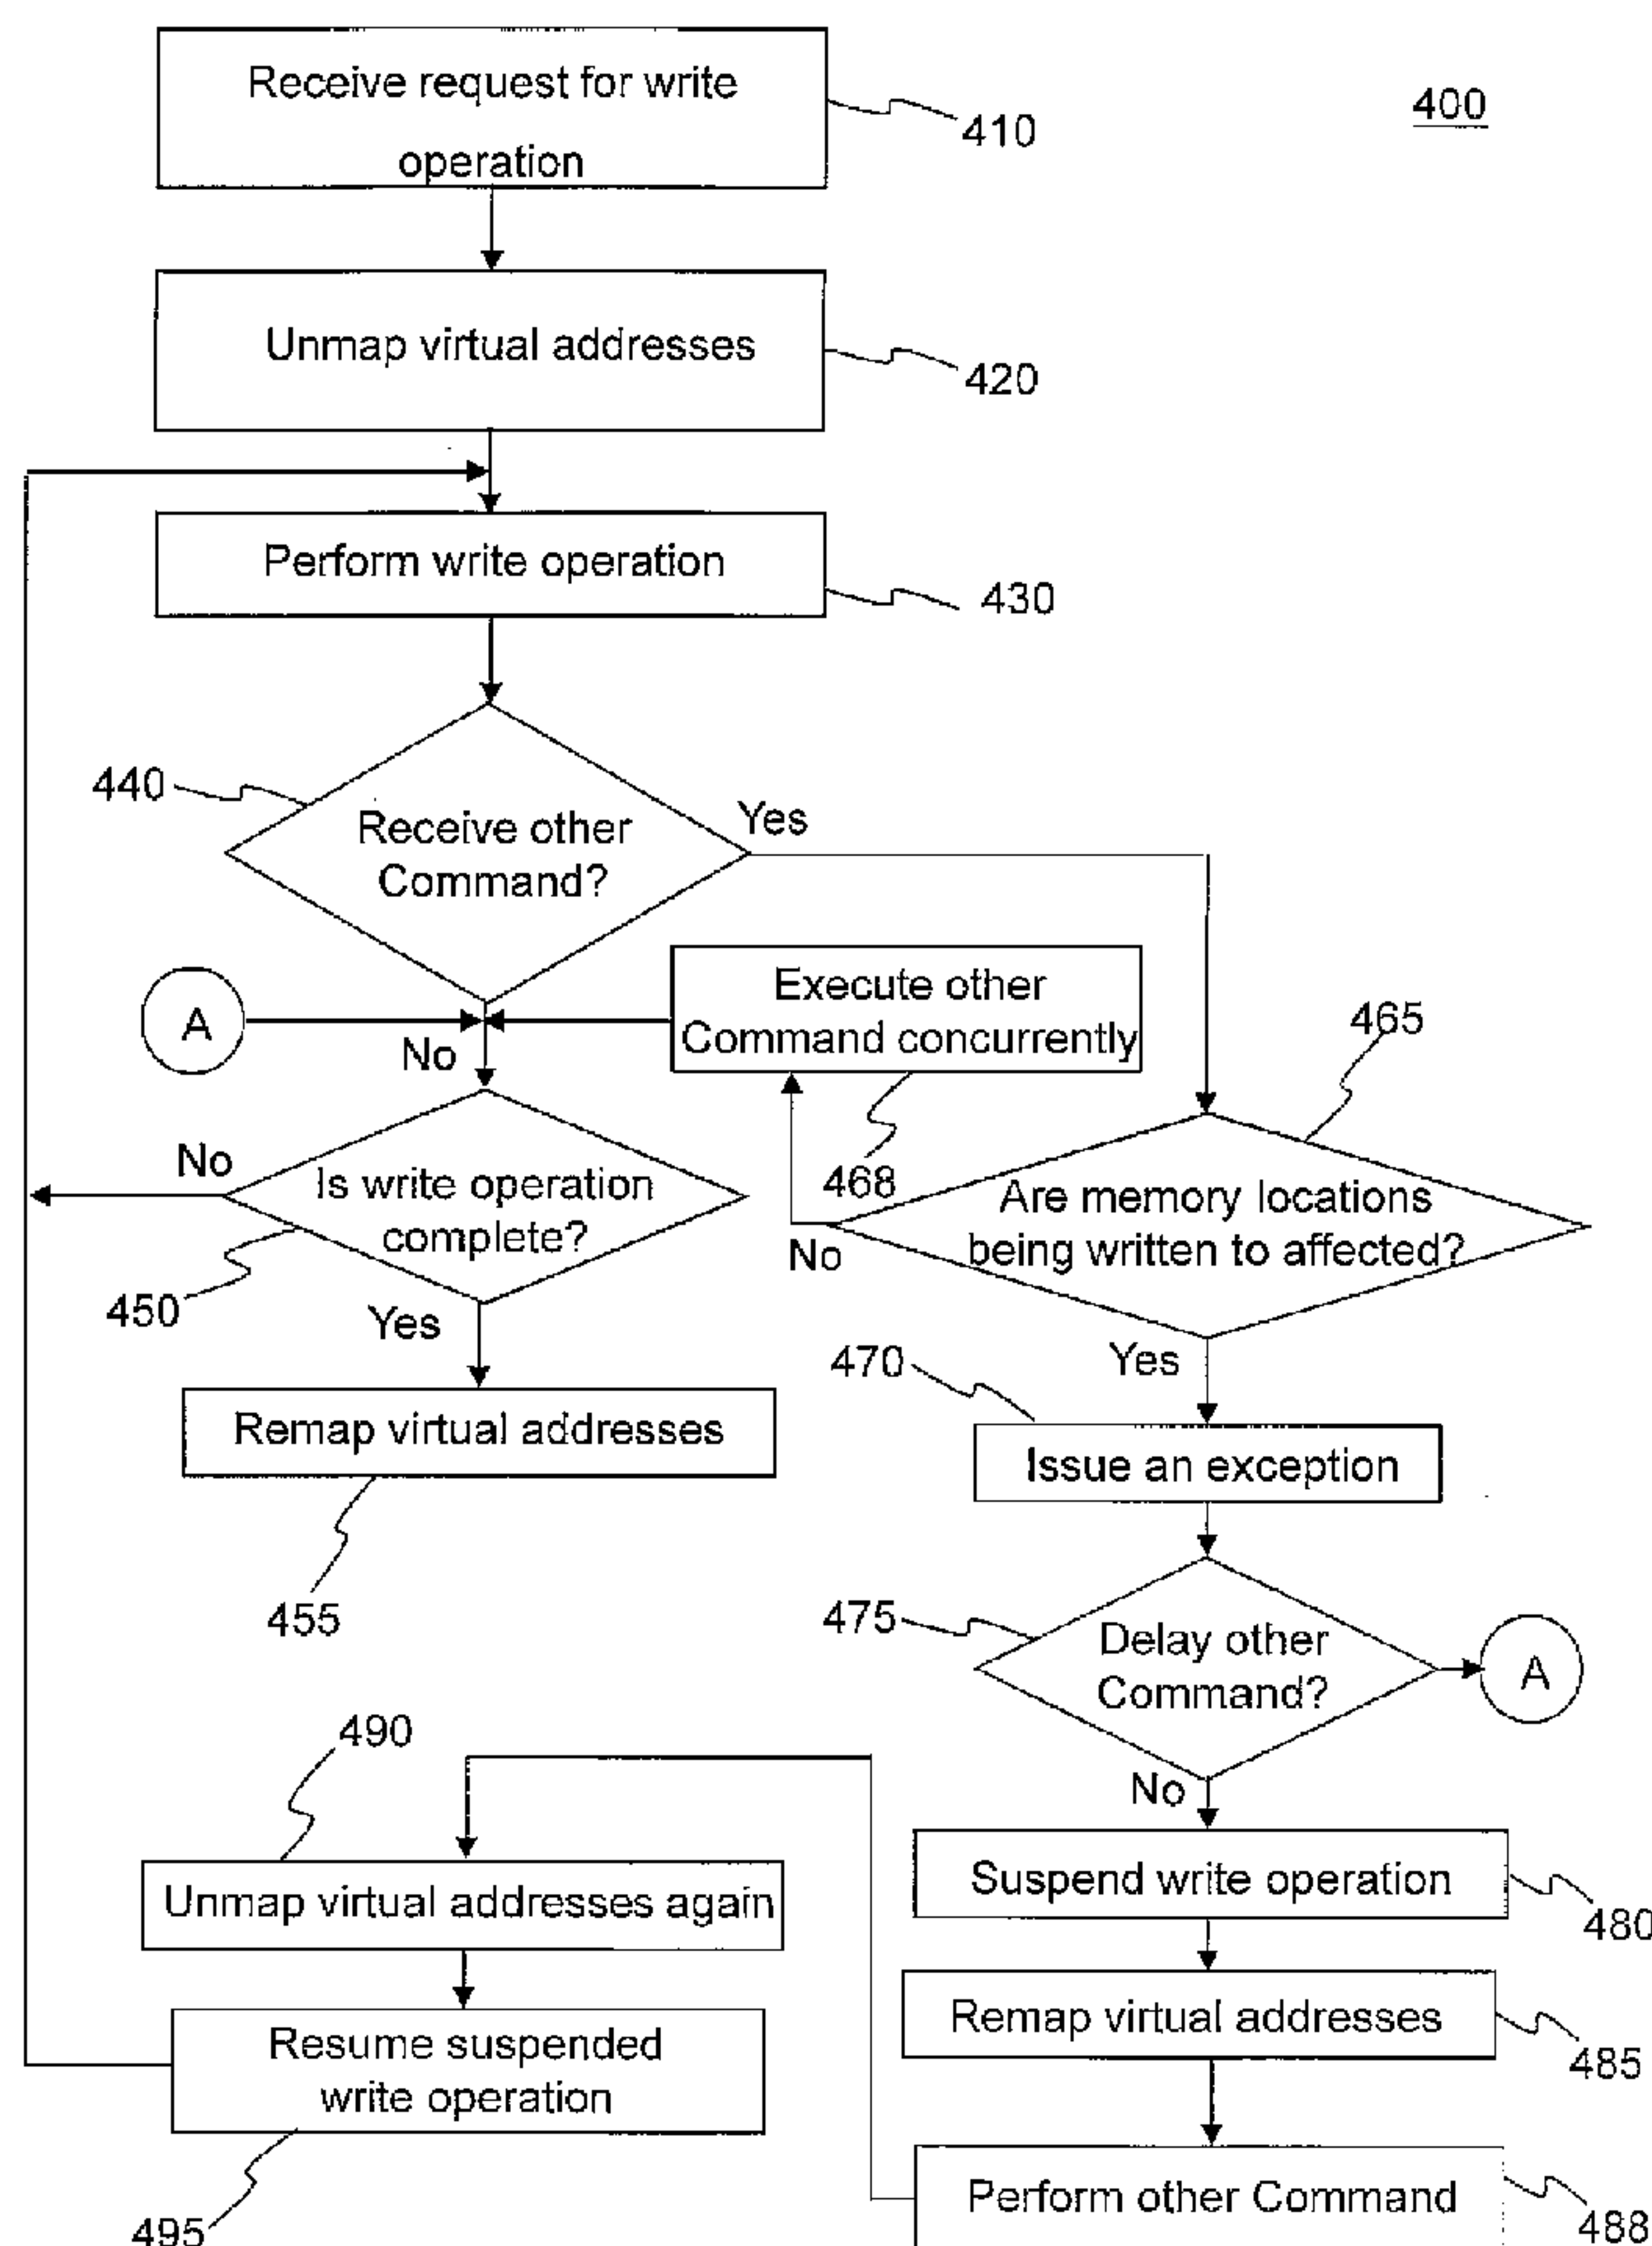 Receive request for write
operation
410
400
Unmap virtual addresses
420
Perform write operation
430
440
Receive other
Command?
Yes
A
No
Execute other
Command concurrently
468
465
Are memory locations
being written to affected?
No
Yes
No
Is write operation
complete?
450
Yes
Remap virtual addresses
455
470
Issue an exception
475
Delay other
Command?
A
No
Suspend write operation
480
Remap virtual addresses
485
Perform other Command
488
490
Unmap virtual addresses again
Resume suspended
write operation
495